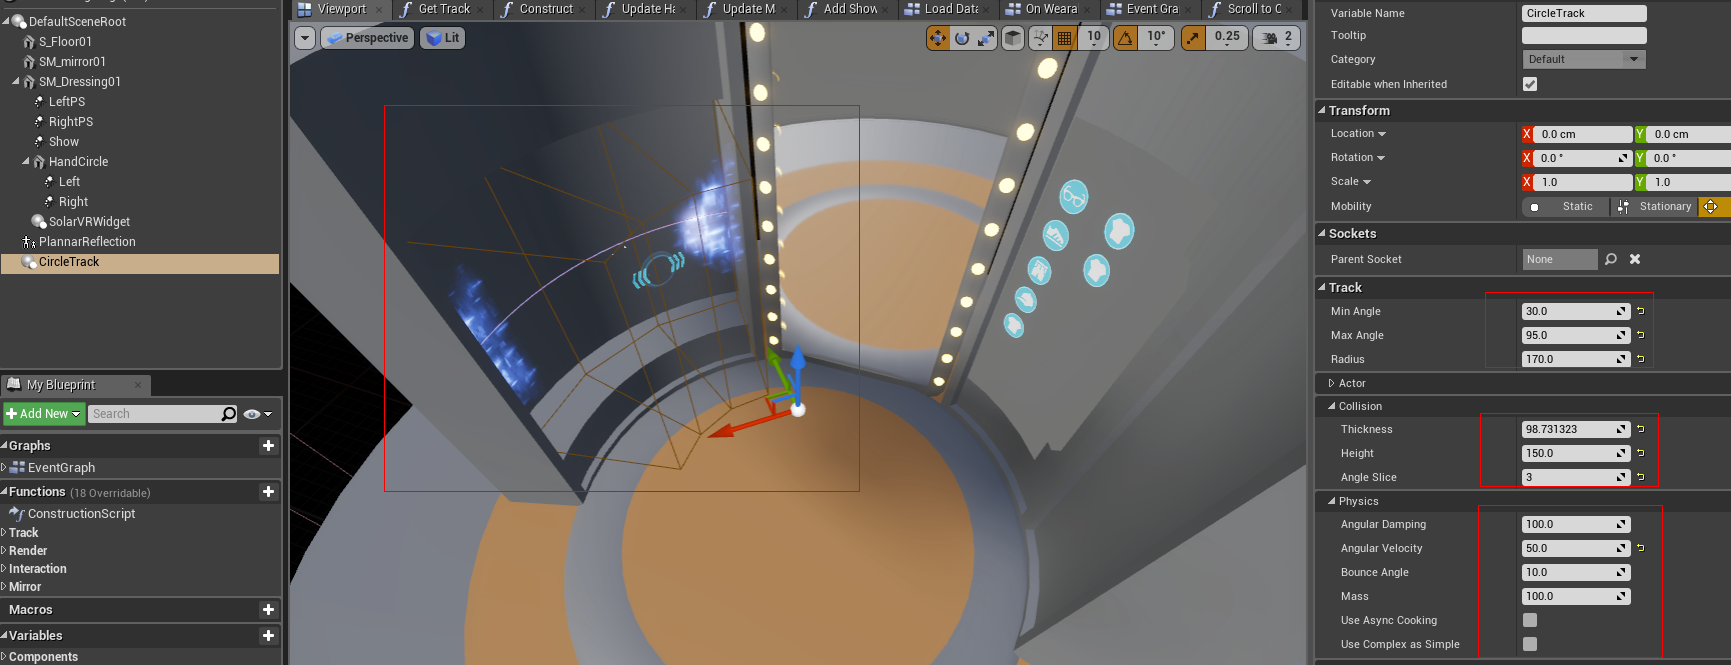 DefaultSceneRoot
S_Floor01
SM_mirror01
SM_Dressing01
LeftPS
RightPS
Show
HandCircle
Left
Right
SolarVRWidget
PlannarReflection
CircleTrack
My Blueprint
Add New
Search
Graphs
EventGraph
Functions (18 Overridable)
ConstructionScript
Track
Render
Interaction
Mirror
Macros
Variables
Components
Viewport
Get Track
Construct
Update Ha
Update M
Add Show
Load Data
On Weara
Event Gra
Scroll to C
Perspective
Lit
10
10°
0.25
2
Variable Name CircleTrack
Tooltip
Category Default
Editable when Inherited
Transform
Location X 0.0 cm Y 0.0 cm
Rotation X 0.0 ° Y 0.0 °
Scale X 1.0 Y 1.0
Mobility Static Stationary
Sockets
Parent Socket None
Track
Min Angle 30.0
Max Angle 95.0
Radius 170.0
Actor
Collision
Thickness 98.731323
Height 150.0
Angle Slice 3
Physics
Angular Damping 100.0
Angular Velocity 50.0
Bounce Angle 10.0
Mass 100.0
Use Async Cooking
Use Complex as Simple